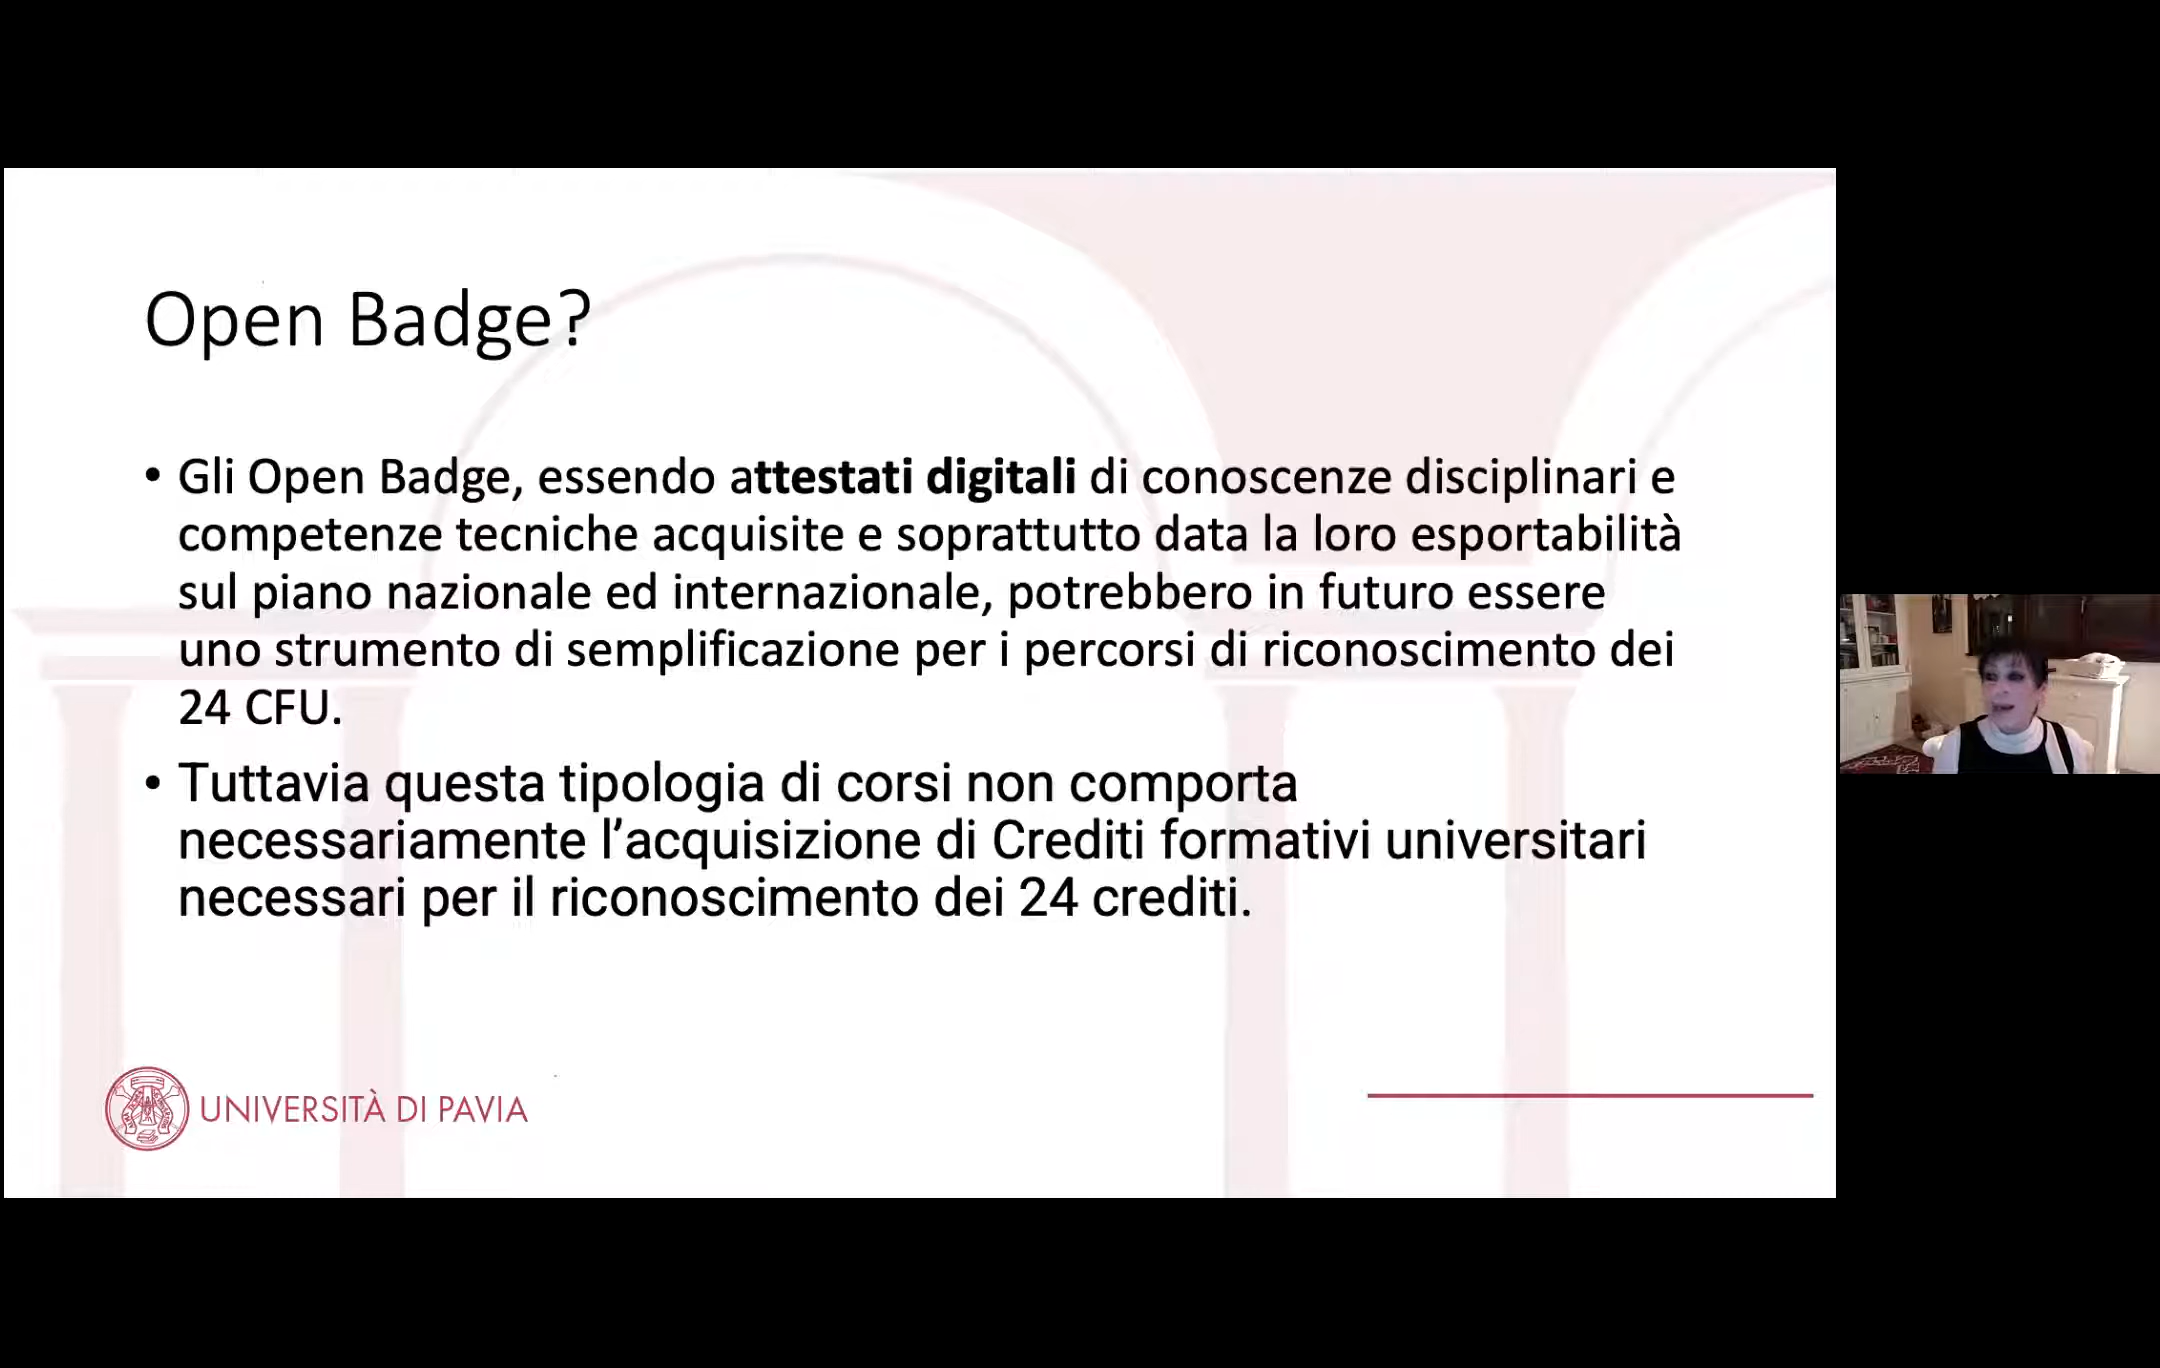 Open Badge?
• Gli Open Badge, essendo attestati digitali di conoscenze disciplinari e
competenze tecniche acquisite e soprattutto data la loro esportabilità
sul piano nazionale ed internazionale, potrebbero in futuro essere
uno strumento di semplificazione per i percorsi di riconoscimento dei
24 CFU.
• Tuttavia questa tipologia di corsi non comporta
necessariamente l’acquisizione di Crediti formativi universitari
necessari per il riconoscimento dei 24 crediti.
UNIVERSITÀ DI PAVIA